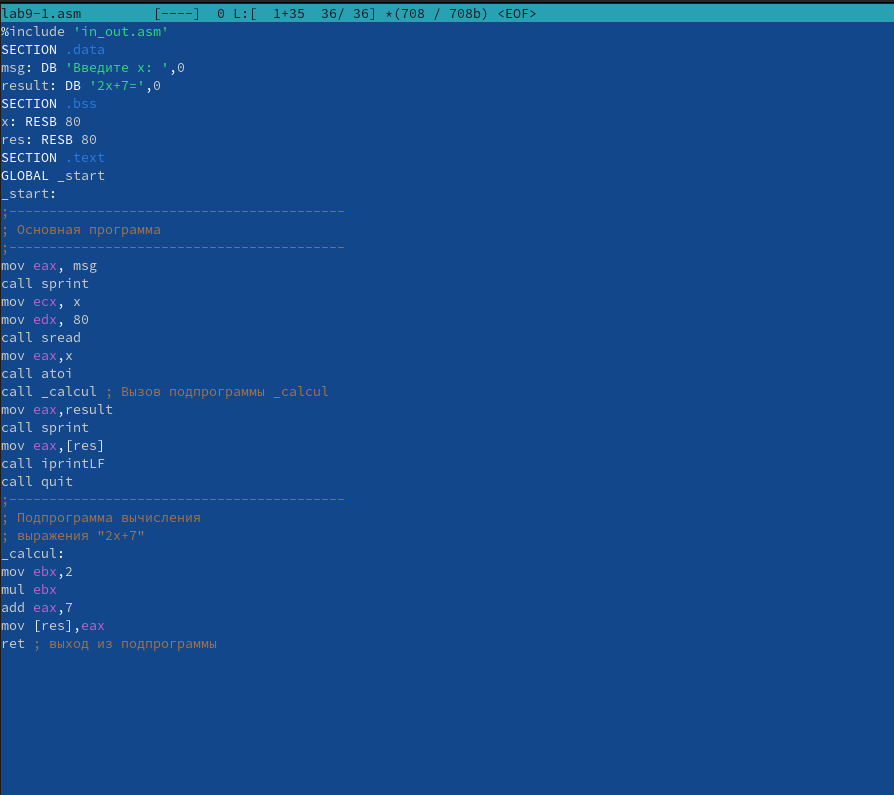 lab9-1.asm         [----]  0 L:[  1+35  36/ 36] *(708 / 708b) <EOF>
%include 'in_out.asm'
SECTION .data
msg: DB 'Введите x: ',0
result: DB '2x+7=',0
SECTION .bss
x: RESB 80
res: RESB 80
SECTION .text
GLOBAL _start
_start:
;------------------------------------------
; Основная программа
;------------------------------------------
mov eax, msg
call sprint
mov ecx, x
mov edx, 80
call sread
mov eax,x
call atoi
call _calcul ; Вызов подпрограммы _calcul
mov eax,result
call sprint
mov eax,[res]
call iprintLF
call quit
;------------------------------------------
; Подпрограмма вычисления
; выражения "2x+7"
_calcul:
mov ebx,2
mul ebx
add eax,7
mov [res],eax
ret ; выход из подпрограммы